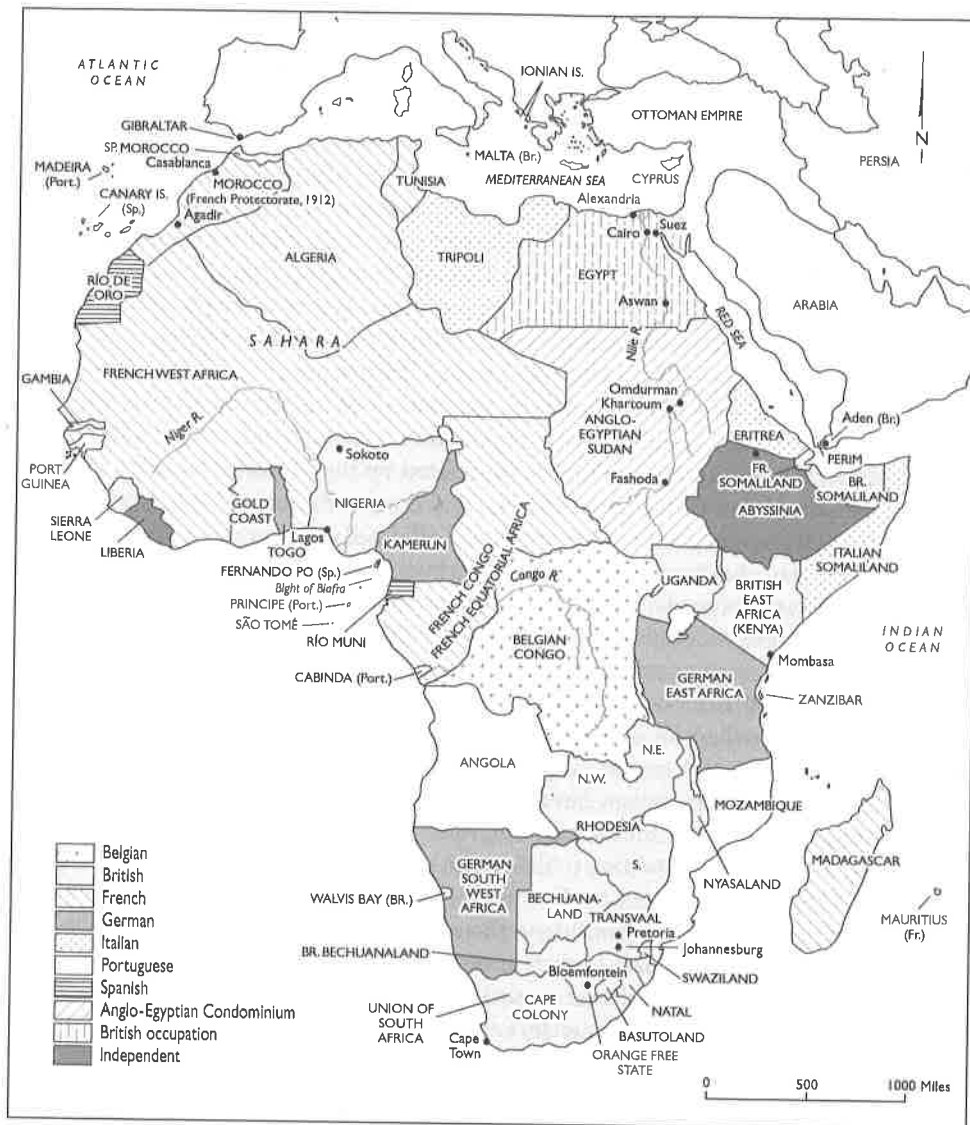 ATLANTIC
OCEAN
IONIAN IS.
OTTOMAN EMPIRE
N
GIBRALTAR
SP. MOROCCO
Casablanca
MADEIRA
(Port.)
MALTA (Br.)
PERSIA
MOROCCO
(French Protectorate, 1912)
TUNISIA
MEDITERRANEAN SEA
CYPRUS
CANARY IS.
(Sp.)
Agadir
Alexandria
Cairo
Suez
ALGERIA
TRIPOLI
EGYPT
RÍO DE
ORO
Aswan
ARABIA
RED SEA
SAHARA
Nile R.
FRENCH WEST AFRICA
GAMBIA
Omdurman
Khartoum
ANGLO-
EGYPTIAN
SUDAN
Niger R.
Aden (Br.)
ERITREA
PERIM
PORT.
GUINEA
Sokoto
Fashoda
FR.
SOMALILAND
BR. SOMALILAND
SIERRA
LEONE
GOLD
COAST
NIGERIA
ABYSSINIA
LIBERIA
TOGO
Lagos
KAMERUN
ITALIAN
SOMALILAND
FERNANDO PO (Sp.)
Bight of Biafra
PRINCIPE (Port.)
SÃO TOMÉ
RÍO MUNI
FRENCH CONGO
FRENCH EQUATORIAL AFRICA
Congo R.
UGANDA
BRITISH
EAST
AFRICA
(KENYA)
INDIAN
OCEAN
BELGIAN
CONGO
CABINDA (Port.)
Mombasa
GERMAN
EAST AFRICA
ZANZIBAR
ANGOLA
N.E.
N.W.
MOZAMBIQUE
RHODESIA
MADAGASCAR
Belgian
British
French
German
Italian
Portuguese
Spanish
Anglo-Egyptian Condominium
British occupation
Independent
GERMAN
SOUTH
WEST
AFRICA
S.
NYASALAND
WALVIS BAY (BR.)
BECHUANA-
LAND
MAURITIUS
(Fr.)
TRANSVAAL
Pretoria
BR. BECHUANALAND
Johannesburg
Bloemfontein
SWAZILAND
UNION OF
SOUTH
AFRICA
CAPE
COLONY
NATAL
BASUTOLAND
Cape
Town
ORANGE FREE
STATE
0 500 1000 Miles